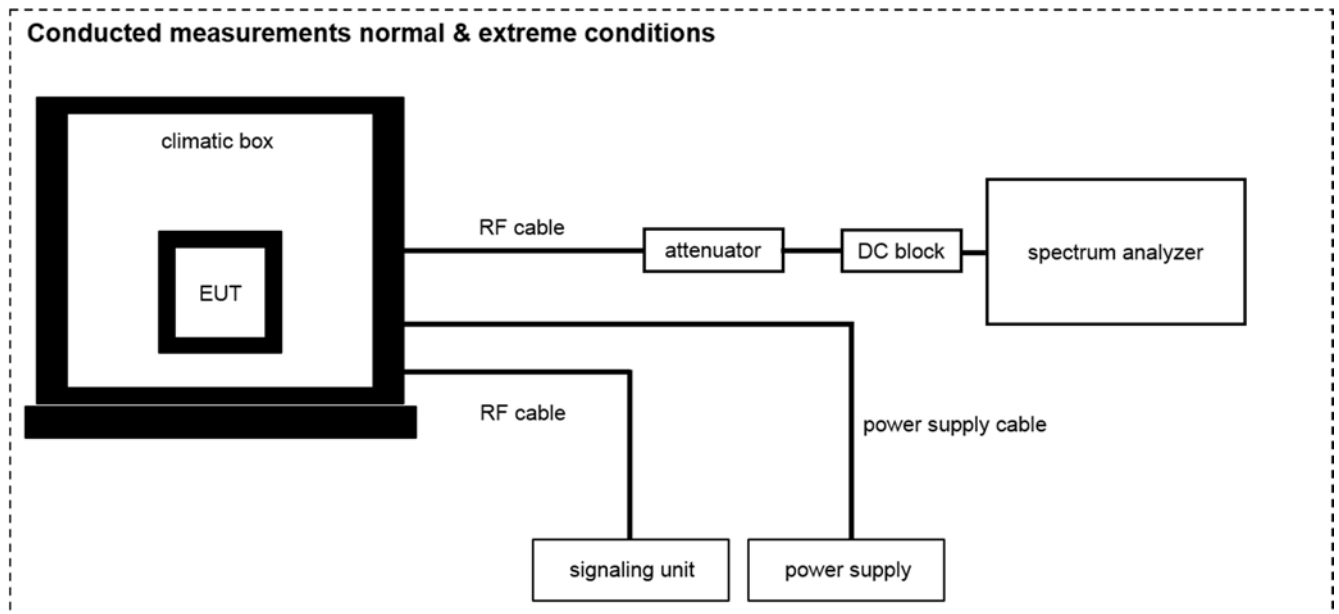 Conducted measurements normal & extreme conditions
climatic box
RF cable
attenuator
DC block
spectrum analyzer
EUT
RF cable
power supply cable
signaling unit
power supply